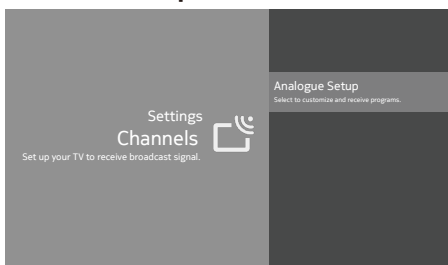 Settings
Channels
Set up your TV to receive broadcast signal.
Analogue Setup
Select to customize and receive programs.